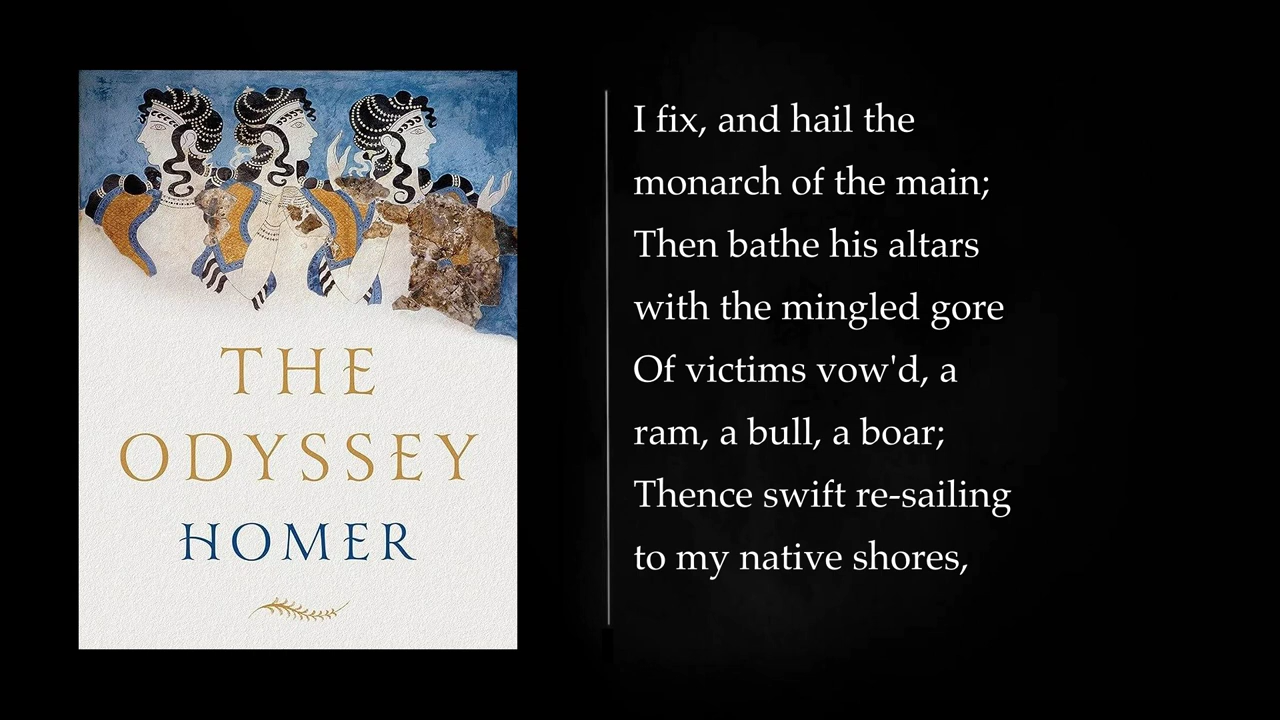 THE
ODYSSEY
HOMER
I fix, and hail the
monarch of the main;
Then bathe his altars
with the mingled gore
Of victims vow'd, a
ram, a bull, a boar;
Thence swift re-sailing
to my native shores,